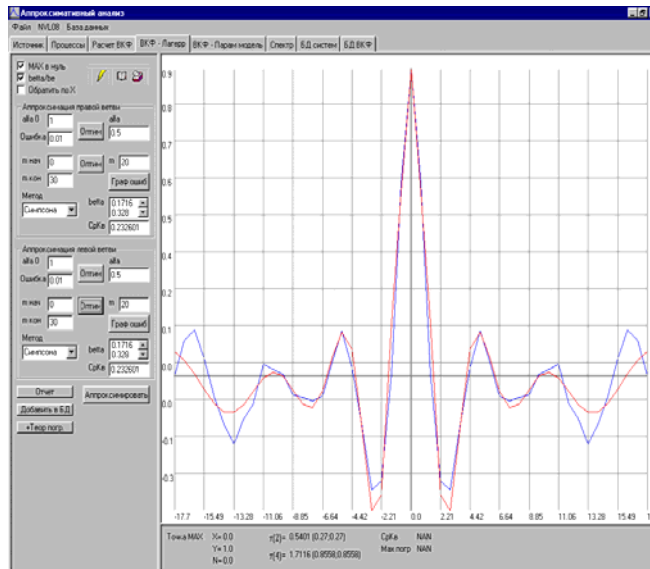 Аппроксимативный анализ
Файл NVL08 База данных
Источник Процессы Расчет ВКФ ВКФ - Лагерр ВКФ - Парам модель Спектр БД систем БД ВКФ
MAX в нуль
betta/be
Обратить по X
Аппроксимация правой ветви
alfa 0 1 alfa
Ошибка 0.01 Оптим 0.5
m нач 0 Оптим m 20
m кон 30 Граф ошиб
Метод betta 0.1716
Симпсона 0.328
СрКв 0.232601
Аппроксимация левой ветви
alfa 0 1 alfa
Ошибка 0.01 Оптим 0.5
m нач 0 Оптим m 20
m кон 30 Граф ошиб
Метод betta 0.1716
Симпсона 0.328
СрКв 0.232601
Отчет Аппроксимировать
Добавить в БД
+Теор погр.
0.9
0.8
0.6
0.5
0.4
0.3
0.2
0.1
0.0
0.0
-0.1
-0.3
-17.7 -15.49 -13.28 -11.06 -8.85 -6.64 -4.42 -2.21 0.0 2.21 4.42 6.64 8.85 11.06 13.28 15.49 1
Точка MAX X= 0.0 τ(2)= 0.5401 (0.27;0.27) СрКв NAN
Y= 1.0 Мах погр NAN
N= 0.0 τ(4)= 1.7116 (0.8558;0.8558)